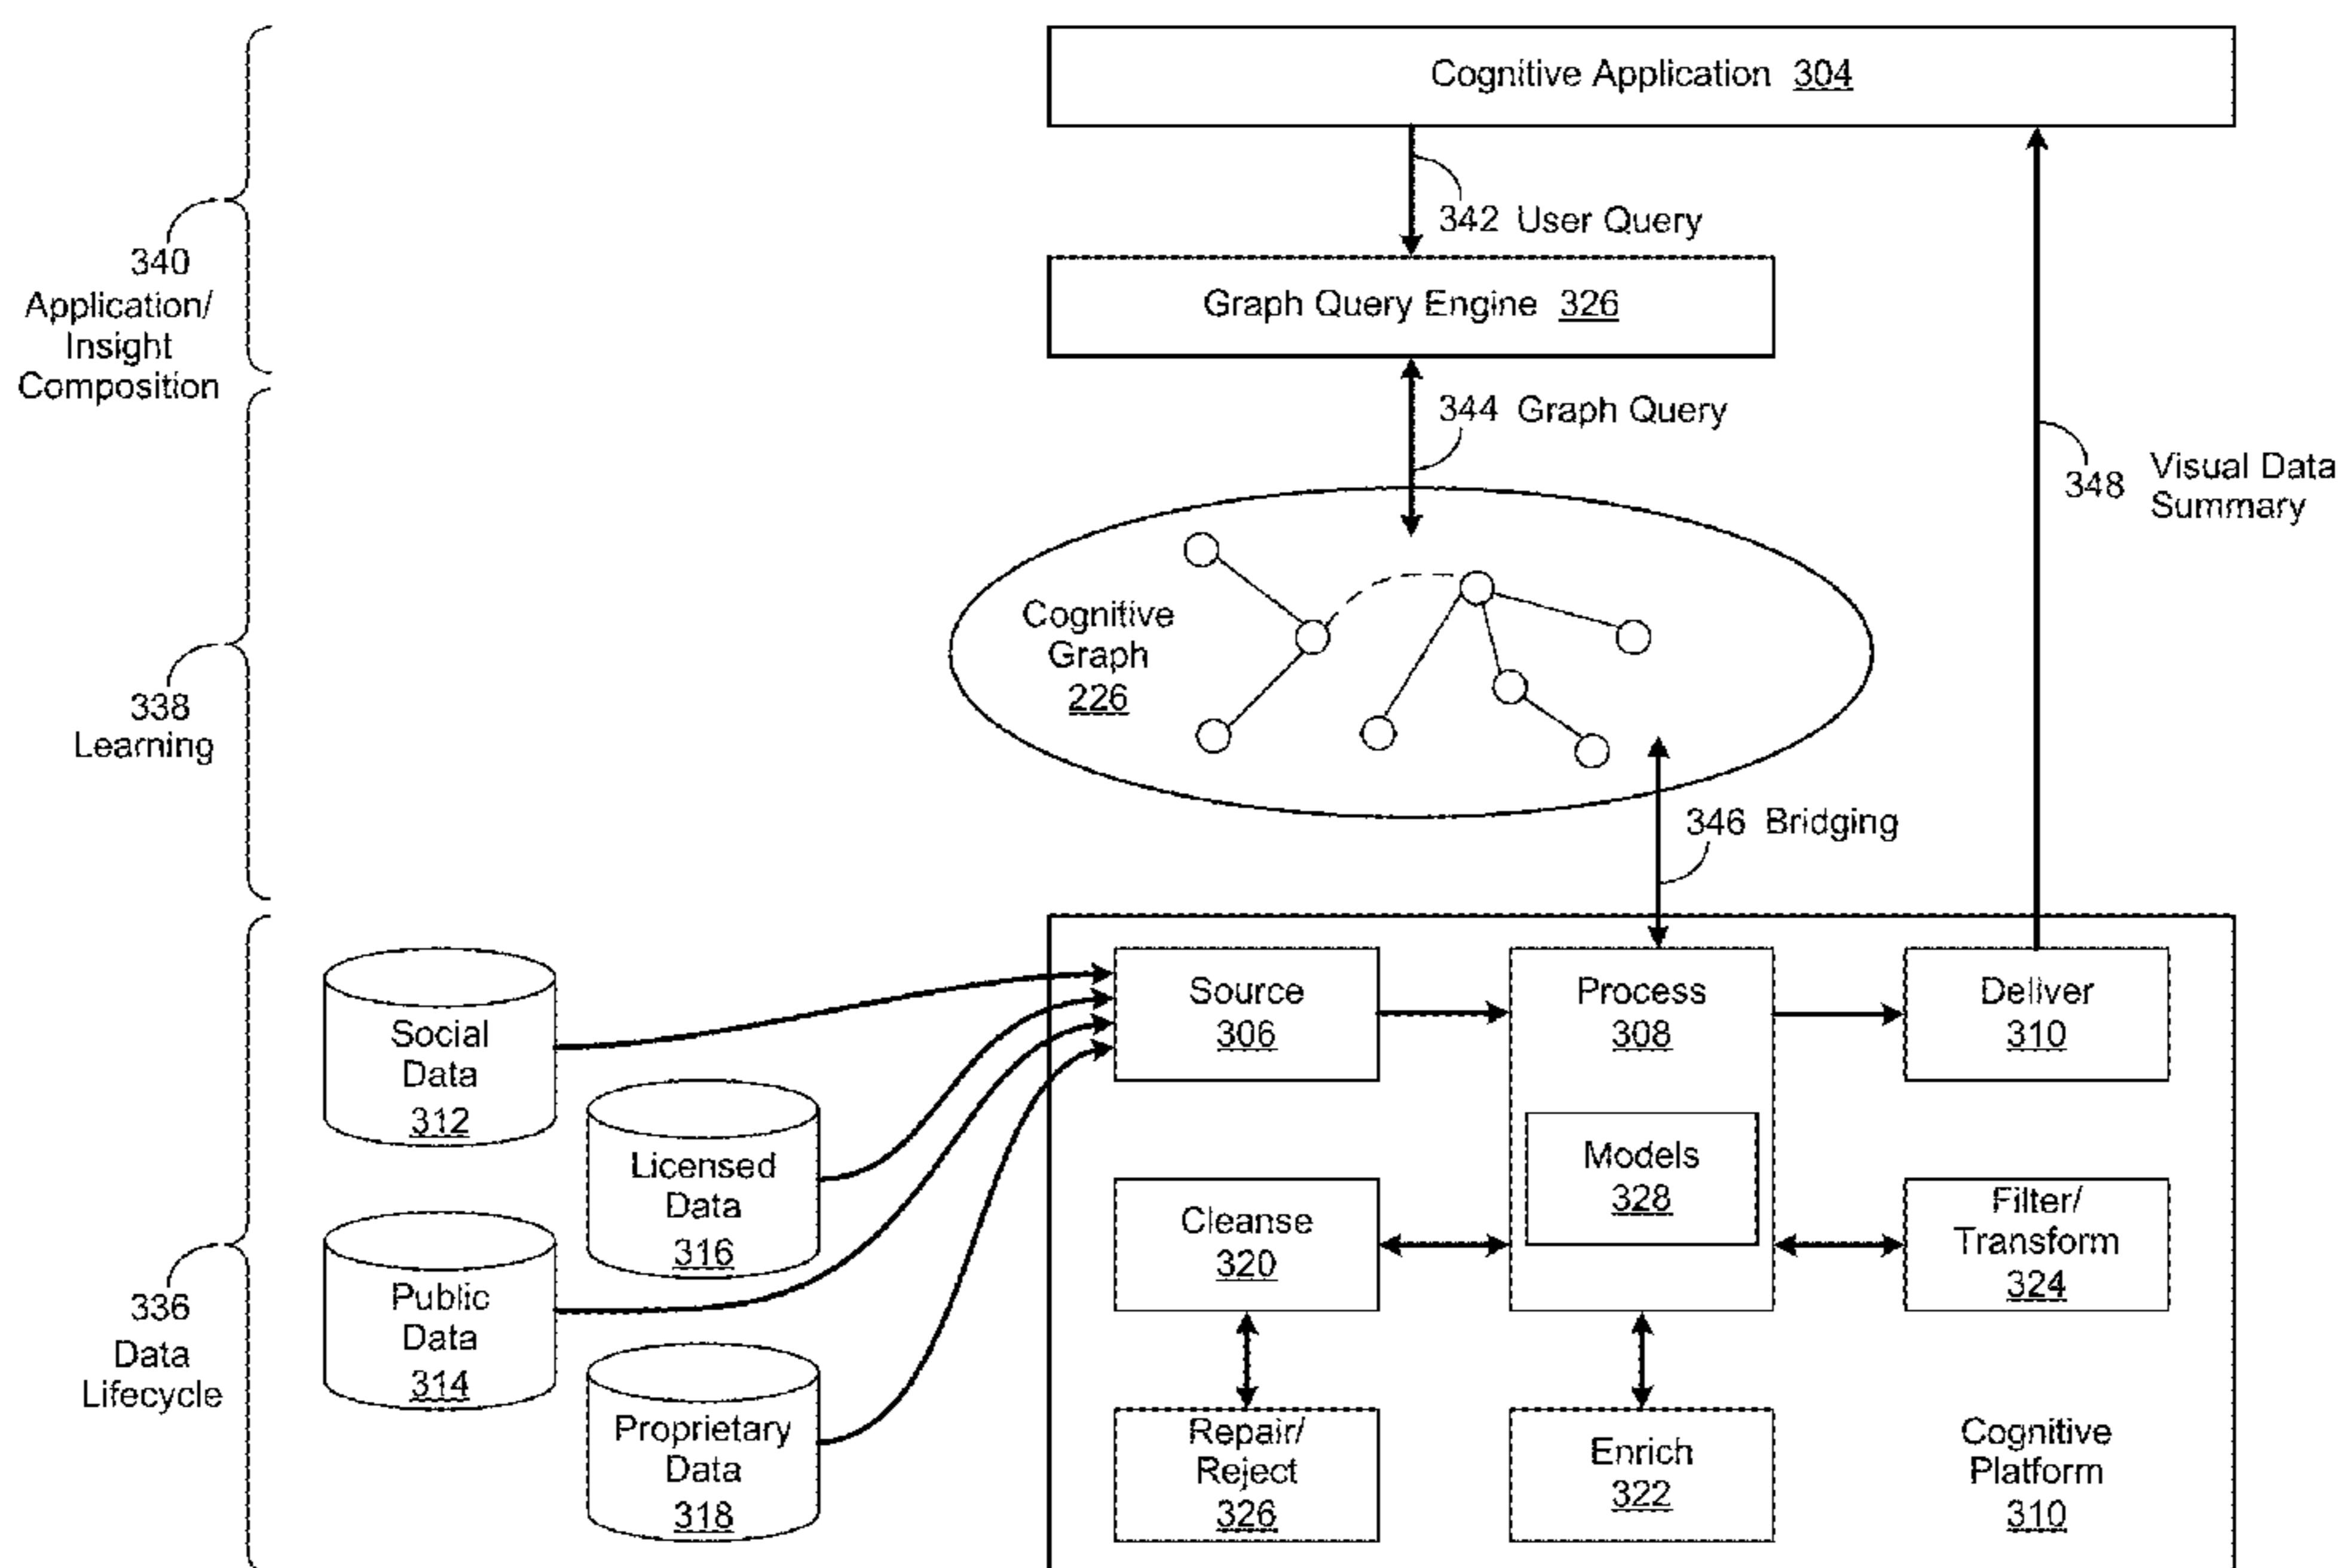 Cognitive Application 304
342 User Query
340
Application/
Insight
Composition
Graph Query Engine 326
344 Graph Query
348 Visual Data
Summary
Cognitive
Graph
226
338
Learning
346 Bridging
Social
Data
312
Licensed
Data
316
Public
Data
314
Proprietary
Data
318
336
Data
Lifecycle
Source
306
Process
308
Deliver
310
Models
328
Cleanse
320
Filter/
Transform
324
Repair/
Reject
326
Enrich
322
Cognitive
Platform
310